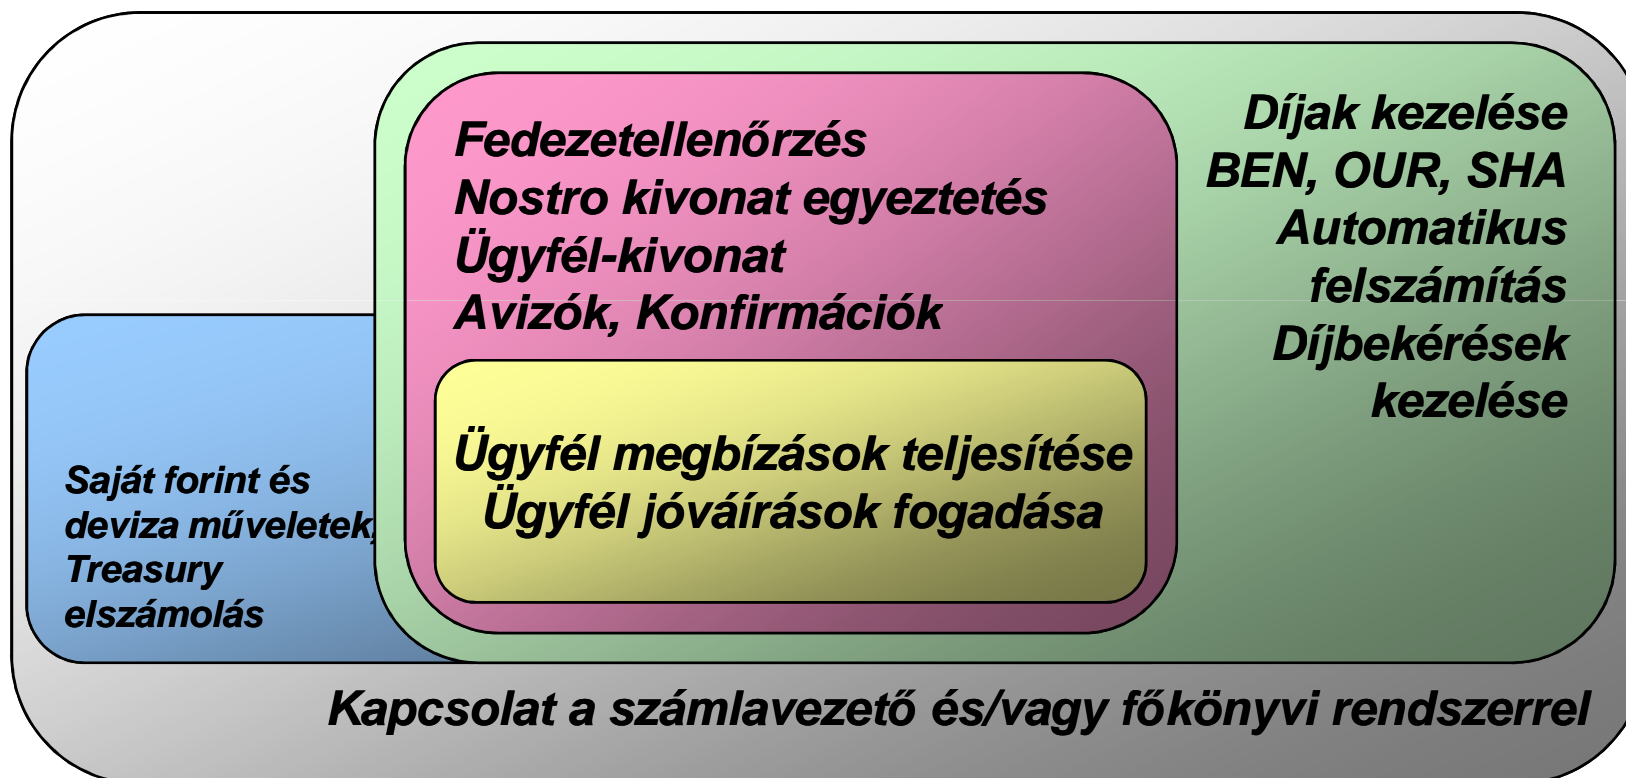 Fedezetellenőrzés
Nostro kivonat egyeztetés
Ügyfél-kivonat
Avizók, Konfirmációk
Díjak kezelése
BEN, OUR, SHA
Automatikus
felszámítás
Díjbekérések
kezelése
Ügyfél megbízások teljesítése
Ügyfél jóváírások fogadása
Saját forint és
deviza műveletek,
Treasury
elszámolás
Kapcsolat a számlavezető és/vagy főkönyvi rendszerrel